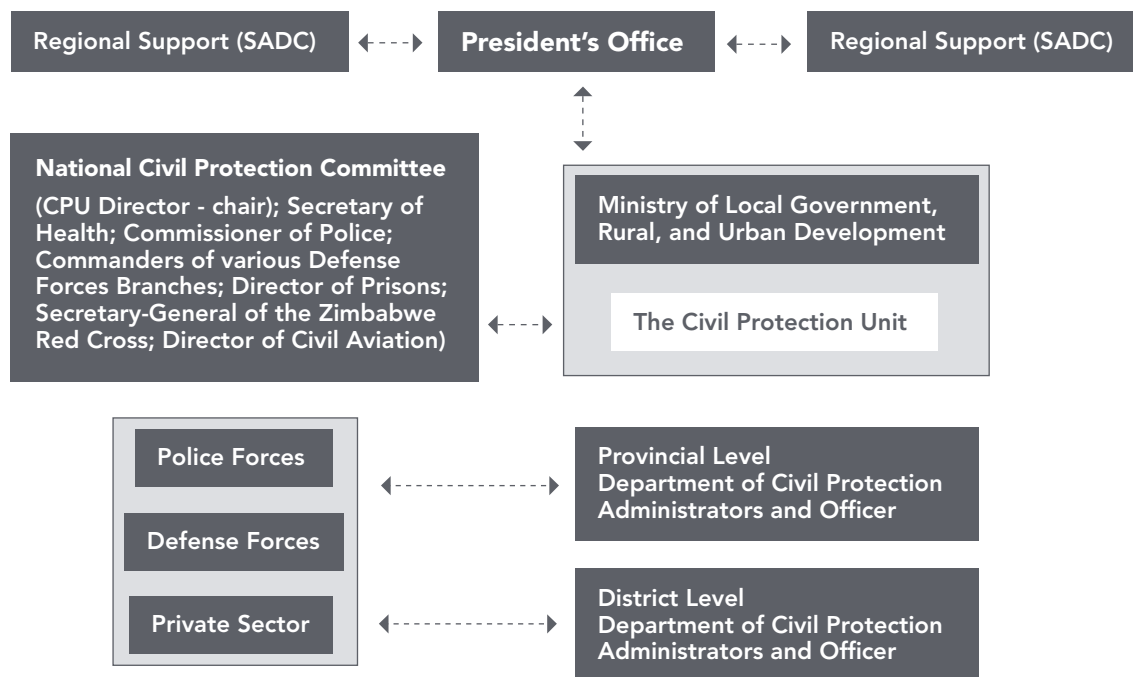 Regional Support (SADC)
President’s Office
Regional Support (SADC)
National Civil Protection Committee
(CPU Director - chair); Secretary of
Health; Commissioner of Police;
Commanders of various Defense
Forces Branches; Director of Prisons;
Secretary-General of the Zimbabwe
Red Cross; Director of Civil Aviation)
Ministry of Local Government,
Rural, and Urban Development
The Civil Protection Unit
Police Forces
Defense Forces
Private Sector
Provincial Level
Department of Civil Protection
Administrators and Officer
District Level
Department of Civil Protection
Administrators and Officer